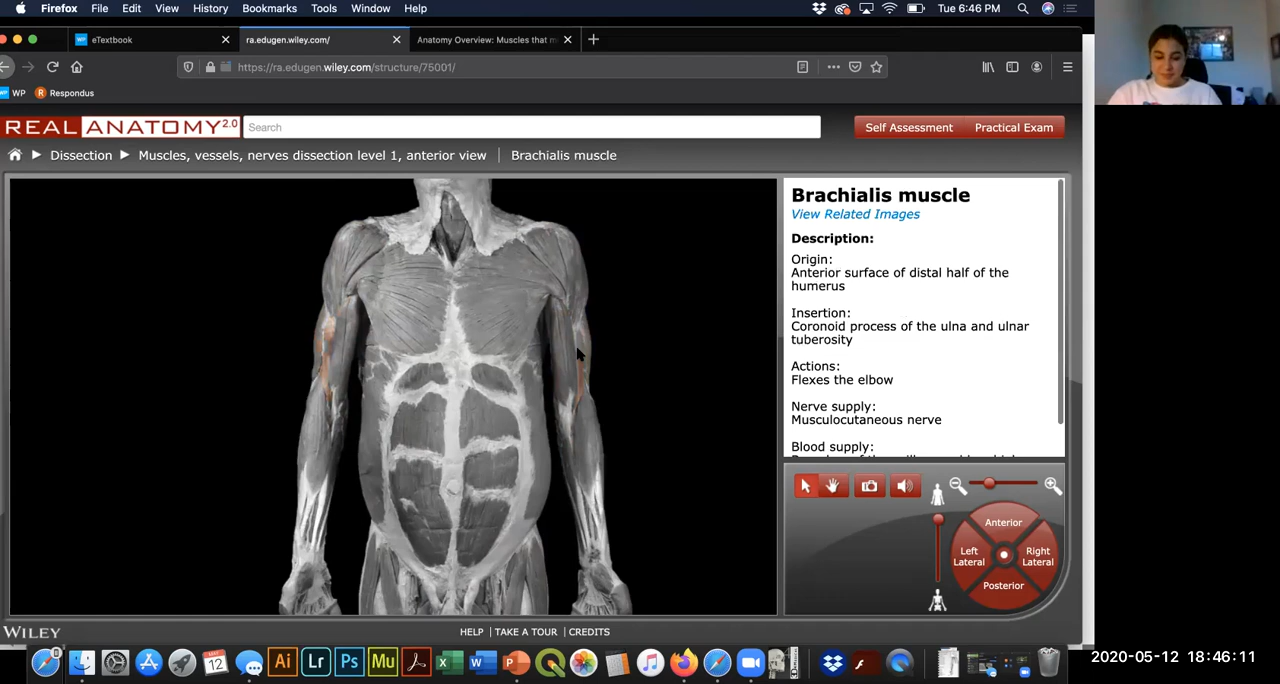 Firefox File Edit View History Bookmarks Tools Window Help Tue 6:46 PM
WP eTextbook ra.edugen.wiley.com/ Anatomy Overview: Muscles that m
https://ra.edugen.wiley.com/structure/75001/
WP Respondus
REAL ANATOMY 2.0 Search Self Assessment Practical Exam
Dissection Muscles, vessels, nerves dissection level 1, anterior view Brachialis muscle
Brachialis muscle
View Related Images
Description:
Origin:
Anterior surface of distal half of the
humerus
Insertion:
Coronoid process of the ulna and ulnar
tuberosity
Actions:
Flexes the elbow
Nerve supply:
Musculocutaneous nerve
Blood supply:
Anterior
Left
Lateral
Right
Lateral
Posterior
WILEY HELP | TAKE A TOUR | CREDITS
MAY
12
Ai Lr Ps Mu X W P
2020-05-12 18:46:11